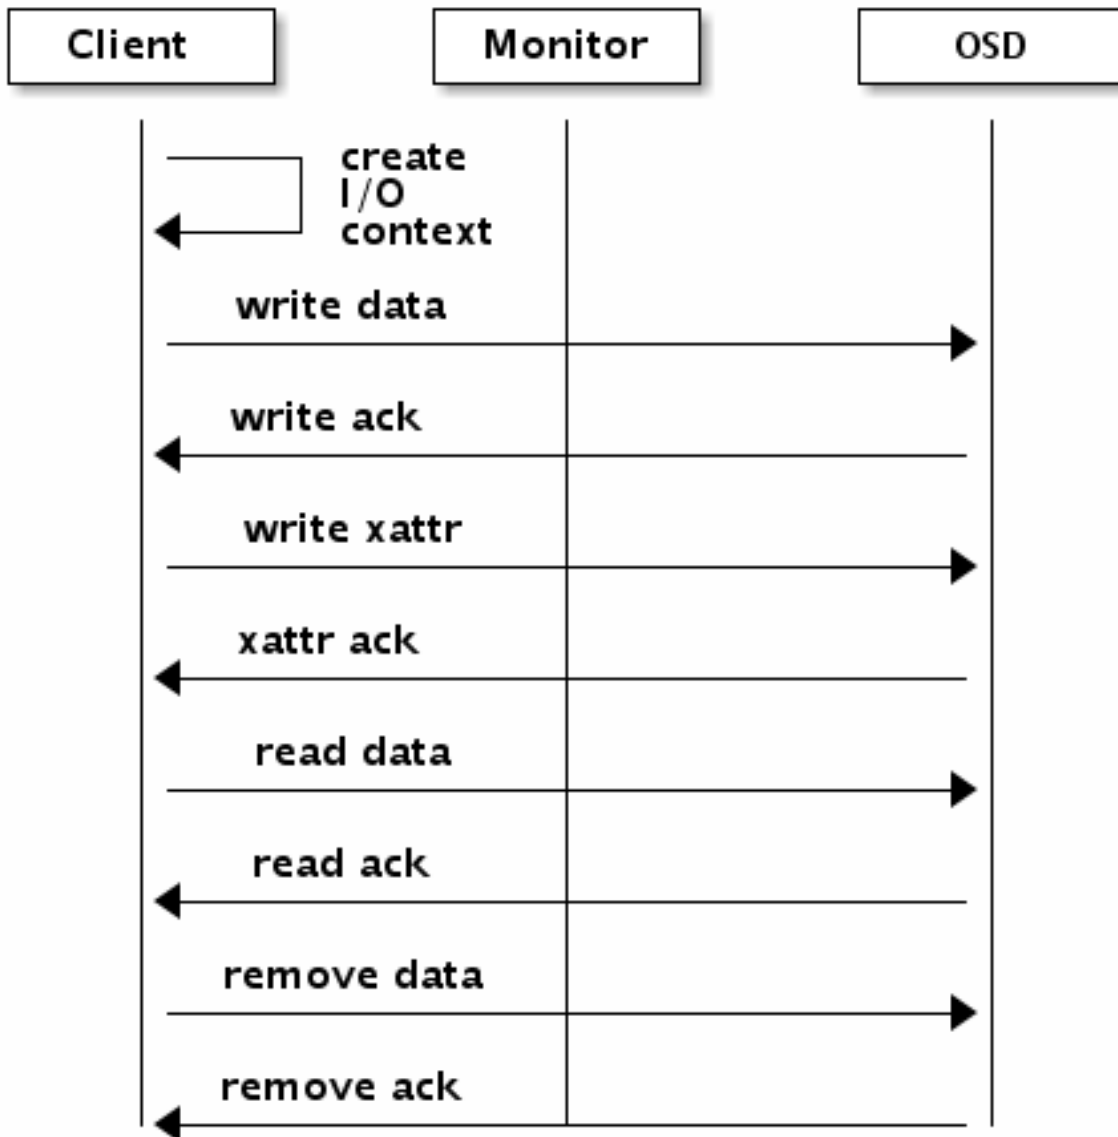 Client
Monitor
OSD
create
I/O
context
write data
write ack
write xattr
xattr ack
read data
read ack
remove data
remove ack